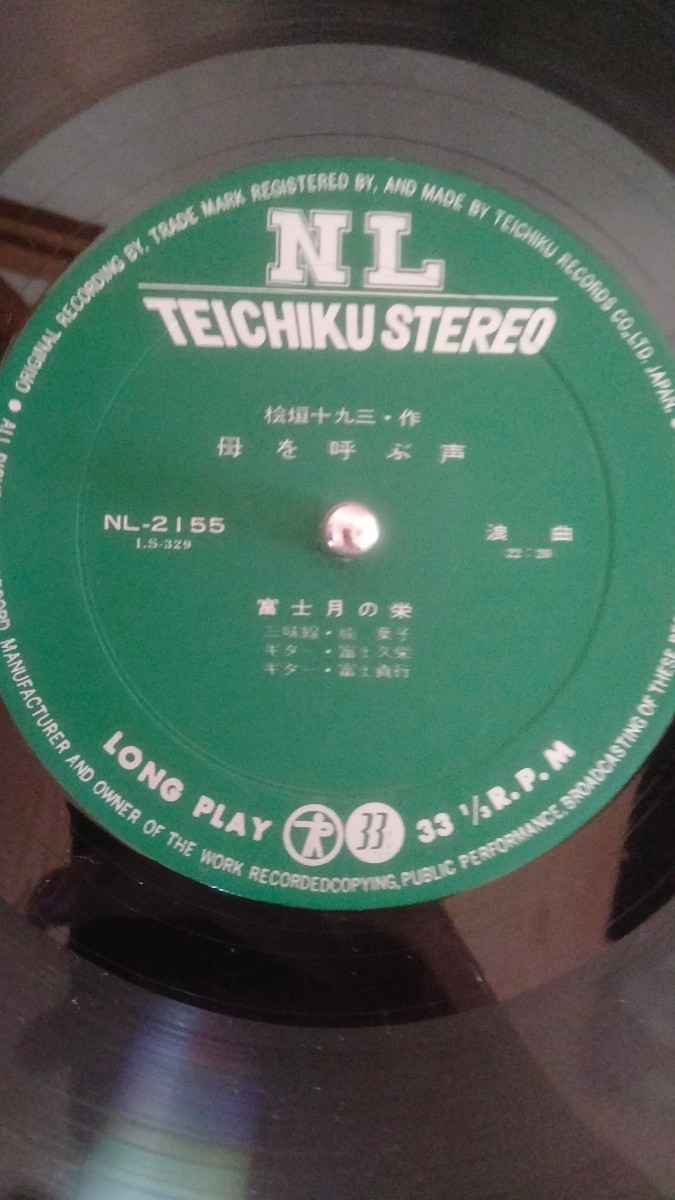 ORIGINAL RECORDING BY, TRADE MARK REGISTERED BY, AND MADE BY TEICHIKU RECORDS CO., LTD. JAPAN.
NL
TEICHIKU STEREO
桧垣十九三・作
母を呼ぶ声
NL-2155
LS-329
浪曲
22:20
富士月の栄
三味線・
ギター・富士久栄
ギター・富士貞行
LONG PLAY
33
33 1/3 R.P.M
ALL
MANUFACTURER AND OWNER OF THE WORK RECORDEDCOPYING, PUBLIC PERFORMANCE, BROADCASTING OF THESE